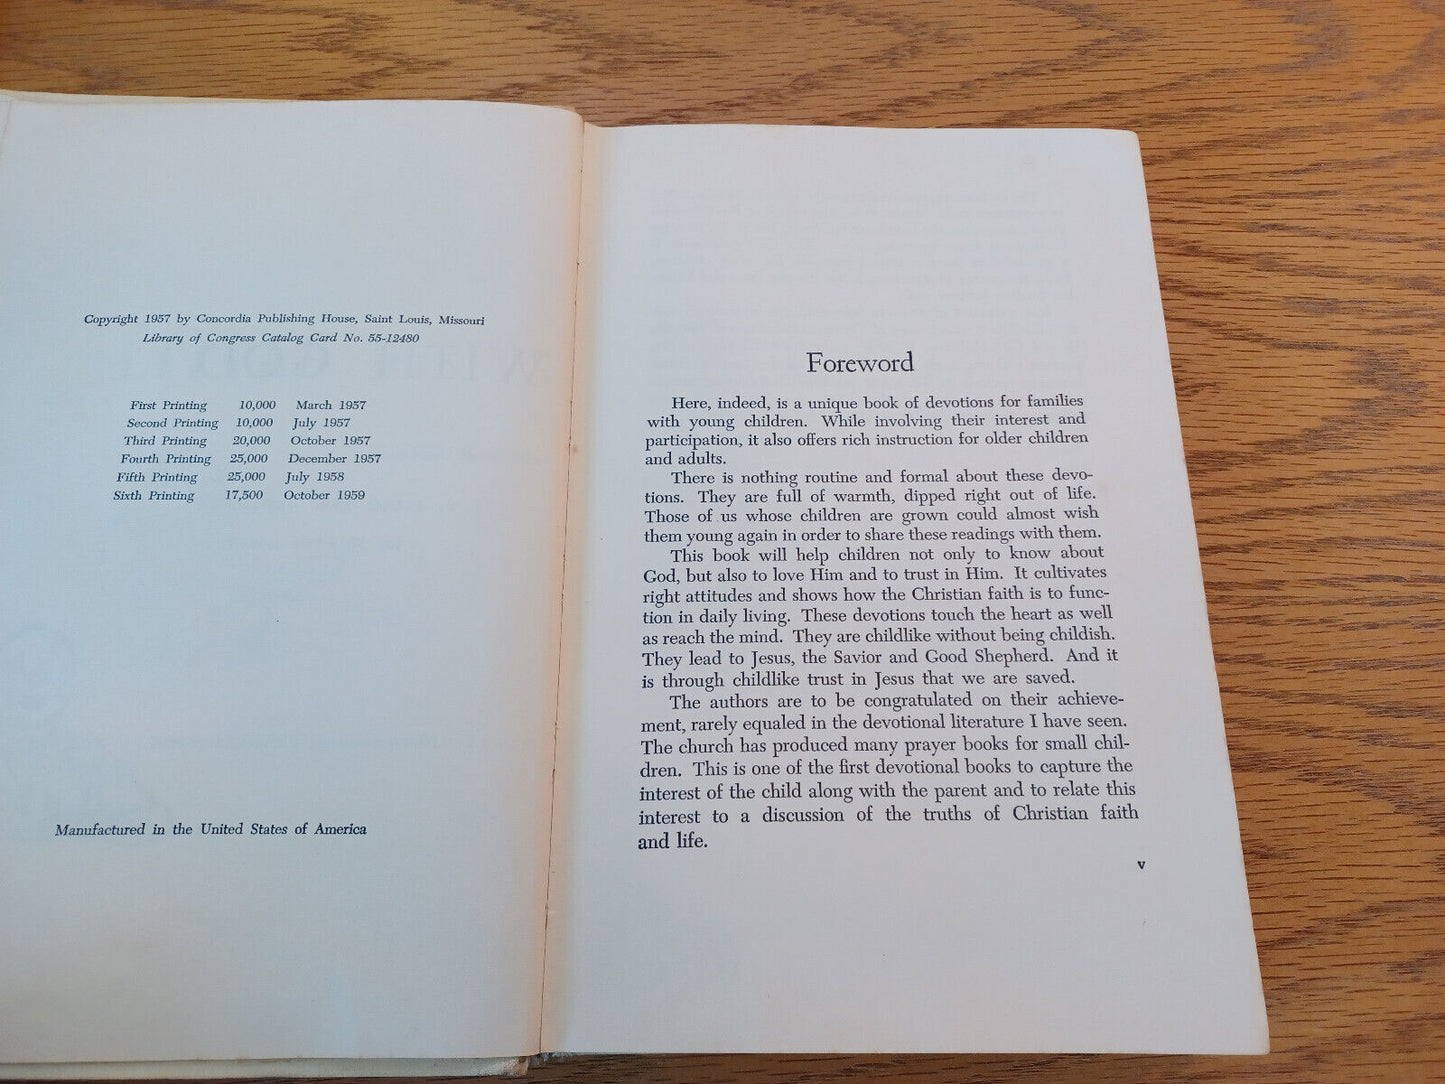 Copyright 1957 by Concordia Publishing House, Saint Louis, Missouri
Library of Congress Catalog Card No. 55-12480
First Printing 10,000 March 1957
Second Printing 10,000 July 1957
Third Printing 20,000 October 1957
Fourth Printing 25,000 December 1957
Fifth Printing 25,000 July 1958
Sixth Printing 17,500 October 1959
Manufactured in the United States of America
Foreword
Here, indeed, is a unique book of devotions for families
with young children. While involving their interest and
participation, it also offers rich instruction for older children
and adults.
There is nothing routine and formal about these devo-
tions. They are full of warmth, dipped right out of life.
Those of us whose children are grown could almost wish
them young again in order to share these readings with them.
This book will help children not only to know about
God, but also to love Him and to trust in Him. It cultivates
right attitudes and shows how the Christian faith is to func-
tion in daily living. These devotions touch the heart as well
as reach the mind. They are childlike without being childish.
They lead to Jesus, the Savior and Good Shepherd. And it
is through childlike trust in Jesus that we are saved.
The authors are to be congratulated on their achieve-
ment, rarely equaled in the devotional literature I have seen.
The church has produced many prayer books for small chil-
dren. This is one of the first devotional books to capture the
interest of the child along with the parent and to relate this
interest to a discussion of the truths of Christian faith
and life.
v